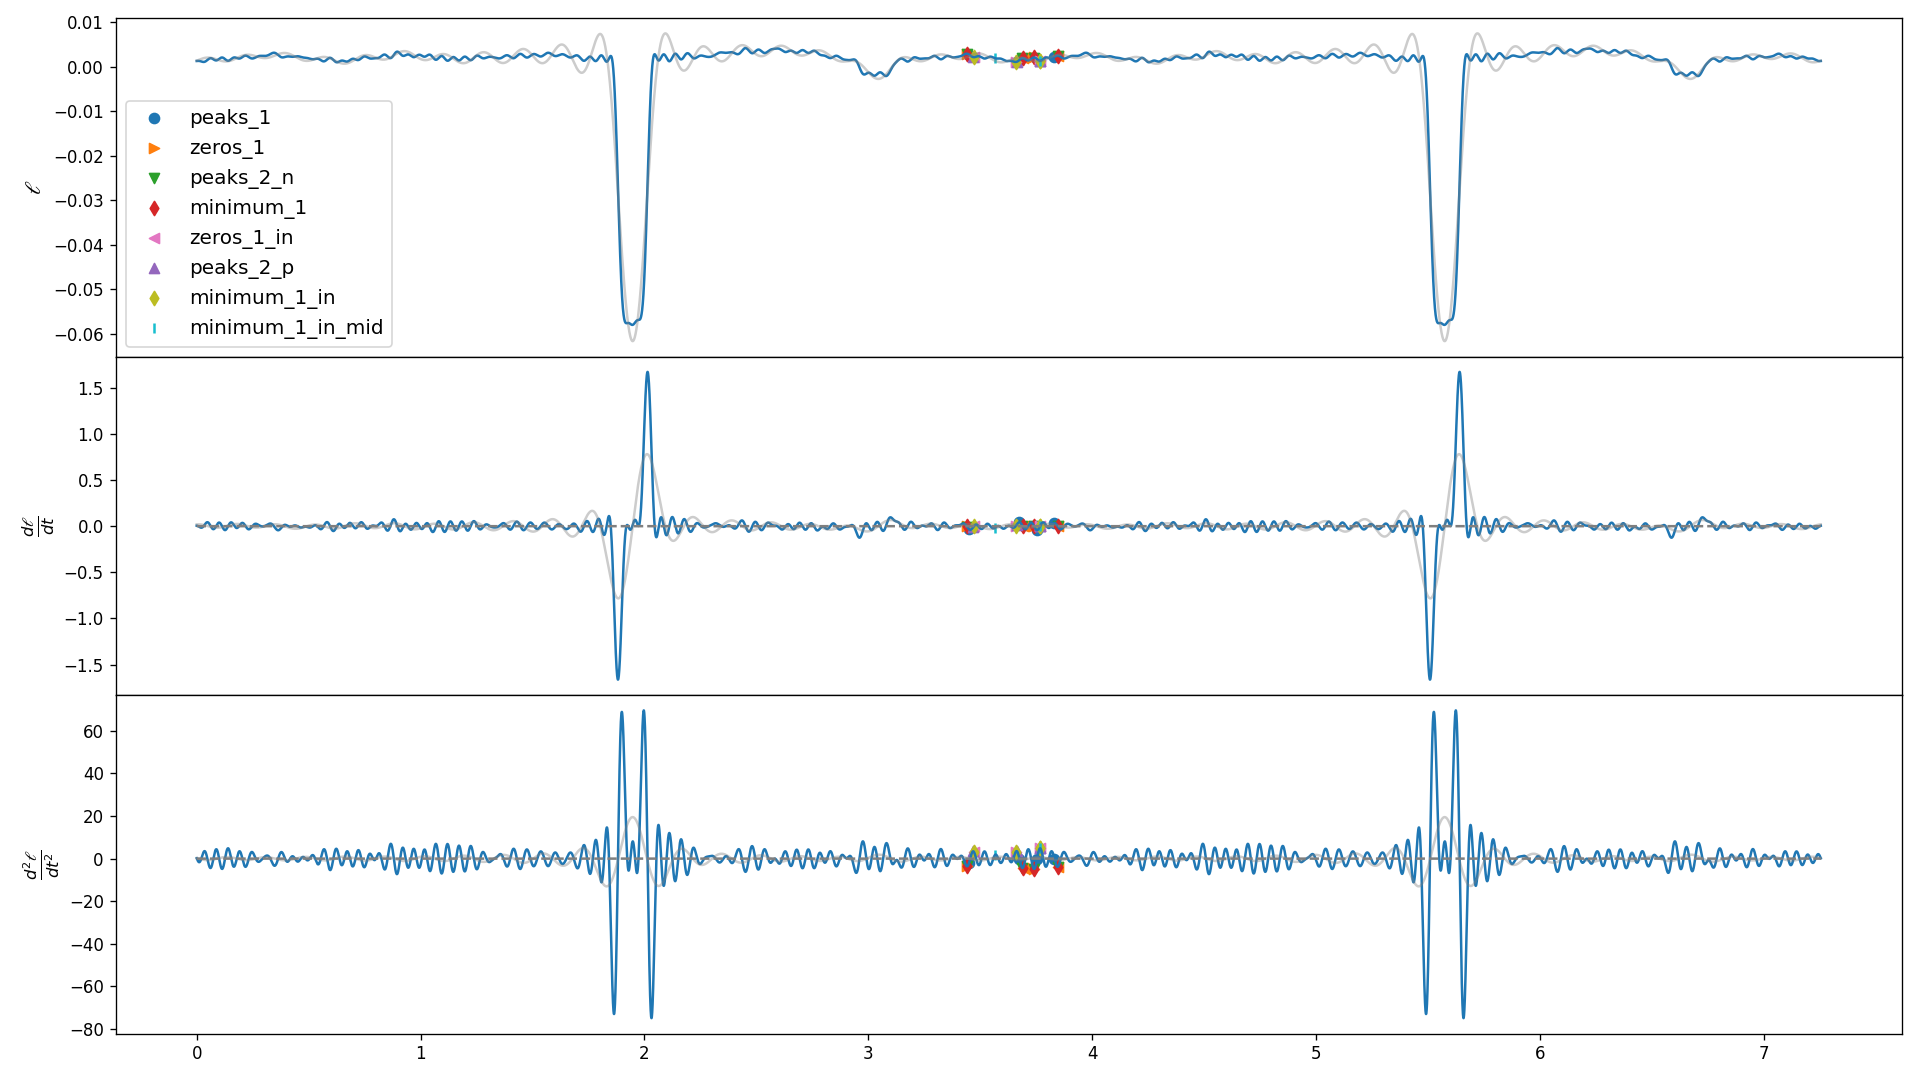 0.01
0.00
−0.01
−0.02
−0.03
−0.04
−0.05
−0.06
ℓ
peaks_1
zeros_1
peaks_2_n
minimum_1
zeros_1_in
peaks_2_p
minimum_1_in
minimum_1_in_mid
1.5
1.0
0.5
0.0
−0.5
−1.0
−1.5
dℓ
dt
60
40
20
0
−20
−40
−60
−80
d²ℓ
dt²
0 1 2 3 4 5 6 7